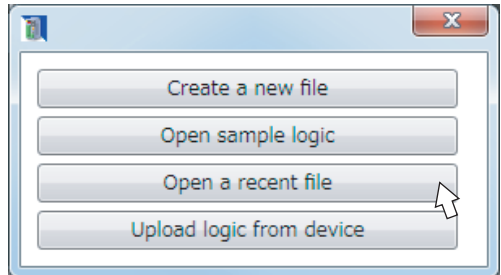 Create a new file
Open sample logic
Open a recent file
Upload logic from device